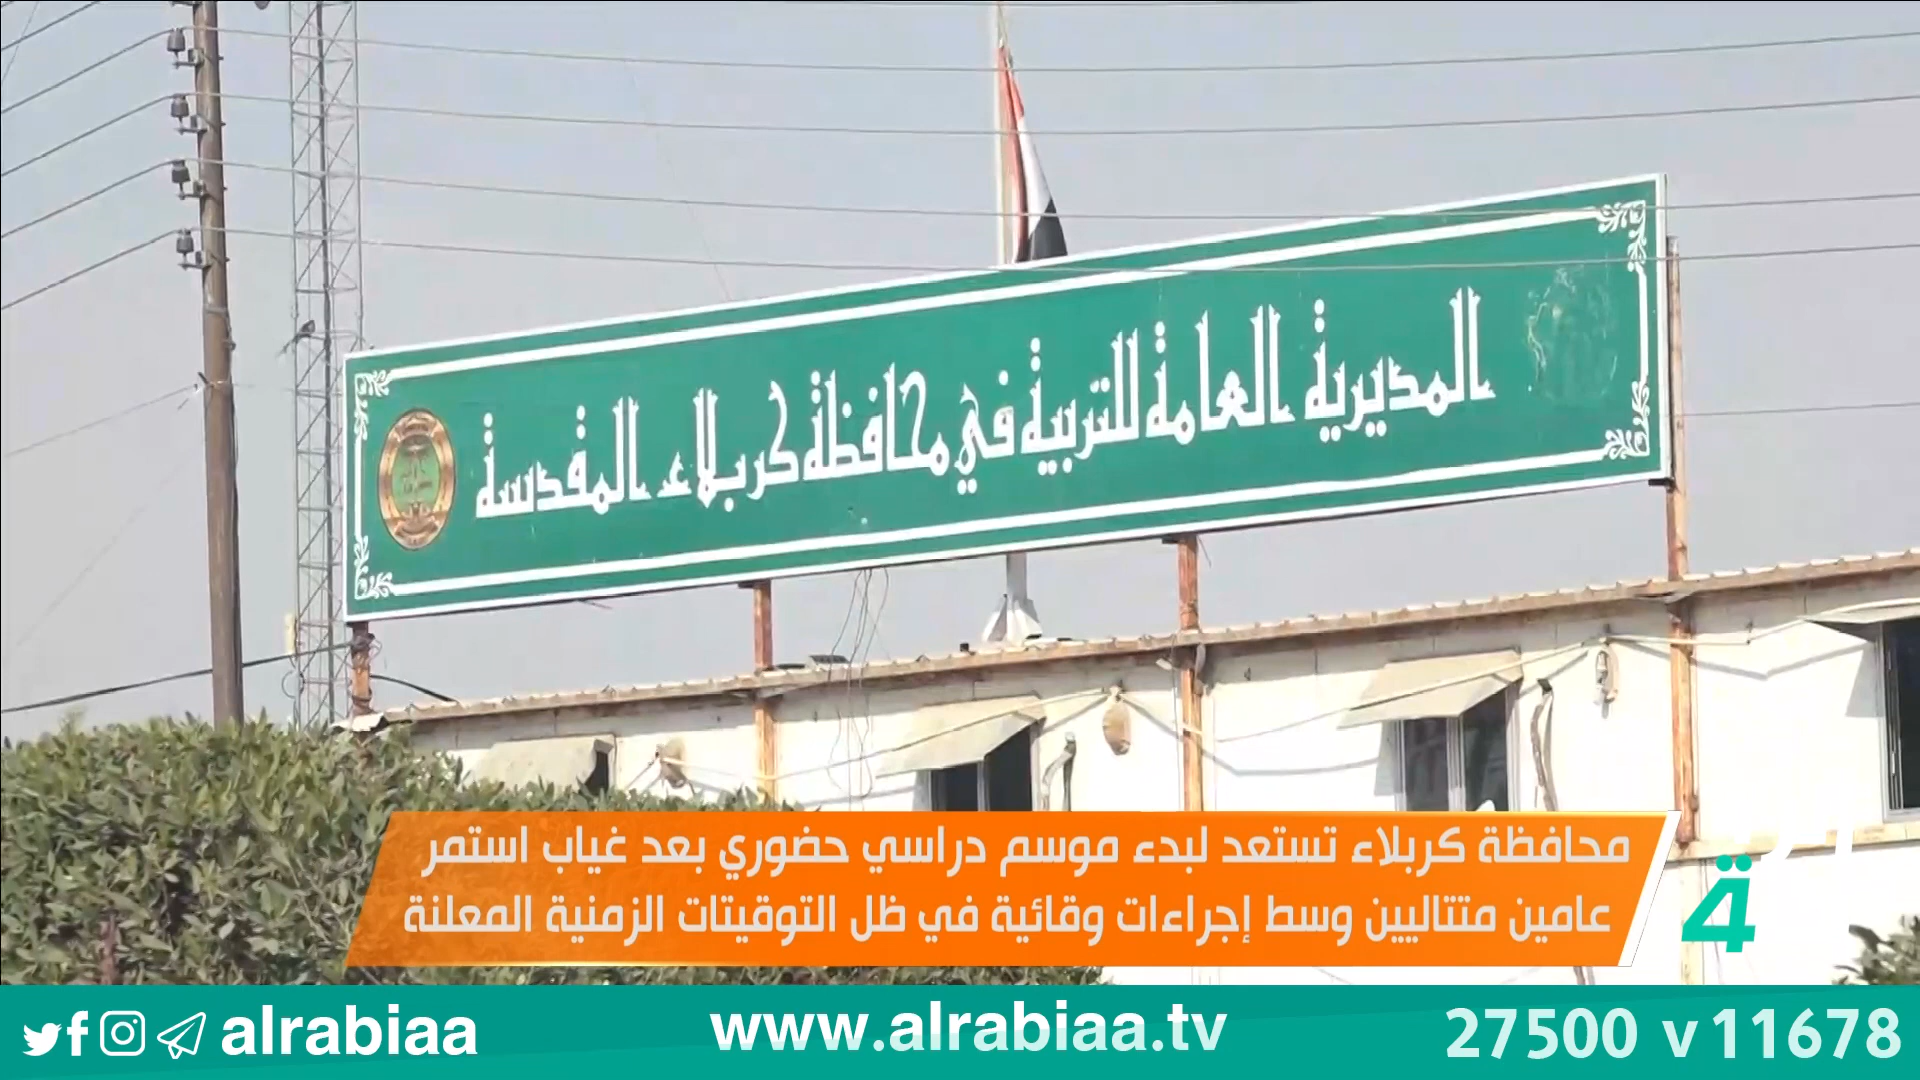 المديرية العامة للتربية في محافظة كربلاء المقدسة
محافظة كربلاء تستعد لبدء موسم دراسي حضوري بعد غياب استمر
عامين متتاليين وسط إجراءات وقائية في ظل التوقيتات الزمنية المعلنة
alrabiaa
www.alrabiaa.tv
27500 v 11678